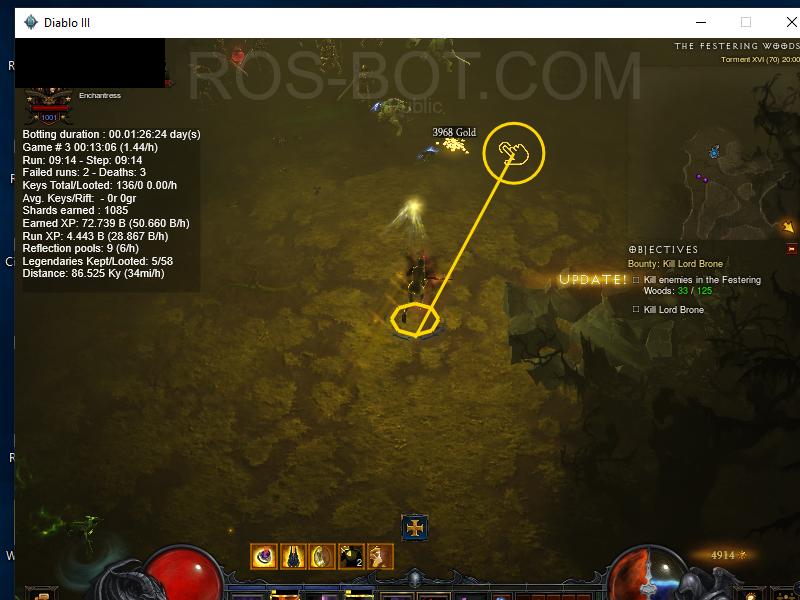 Diablo III
R
THE FESTERING WOODS
Torment XVI (70) 20:00
ROS-BOT.COM
public
Enchantress
1001
Botting duration : 00.01:26:24 day(s)
Game # 3 00:13:06 (1.44/h)
Run: 09:14 - Step: 09:14
Failed runs: 2 - Deaths: 3
Keys Total/Looted: 136/0 0.00/h
Avg. Keys/Rift: - 0r 0gr
Shards earned : 1085
Earned XP: 72.739 B (50.660 B/h)
Run XP: 4.443 B (28.867 B/h)
Reflection pools: 9 (6/h)
Legendaries Kept/Looted: 5/58
Distance: 86.525 Ky (34mi/h)
3968 Gold
R
Ci
OBJECTIVES
Bounty: Kill Lord Brone
UPDATE!
Kill enemies in the Festering
Woods: 33 / 125
Kill Lord Brone
R
W
2
4914